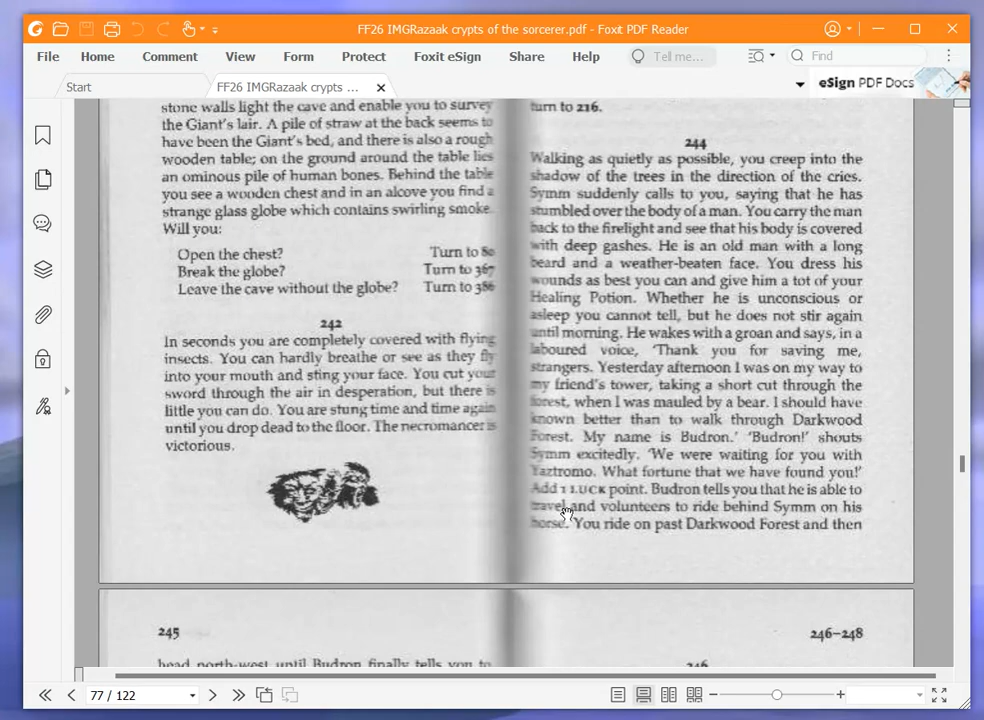 FF26 IMGRazaak crypts of the sorcerer.pdf - Foxit PDF Reader
File Home Comment View Form Protect Foxit eSign Share Help Tell me... Find
Start FF26 IMGRazaak crypts ... eSign PDF Docs
stone walls light the cave and enable you to survey
the Giant's lair. A pile of straw at the back seems to
have been the Giant's bed, and there is also a rough
wooden table; on the ground around the table lies
an ominous pile of human bones. Behind the table
you see a wooden chest and in an alcove you find a
strange glass globe which contains swirling smoke.
Will you:
Open the chest? Turn to 80
Break the globe? Turn to 367
Leave the cave without the globe? Turn to 386
242
In seconds you are completely covered with flying
insects. You can hardly breathe or see as they fly
into your mouth and sting your face. You cut your
sword through the air in desperation, but there is
little you can do. You are stung time and time again
until you drop dead to the floor. The necromancer is
victorious.
turn to 216.
244
Walking as quietly as possible, you creep into the
shadow of the trees in the direction of the cries.
Symm suddenly calls to you, saying that he has
stumbled over the body of a man. You carry the man
back to the firelight and see that his body is covered
with deep gashes. He is an old man with a long
beard and a weather-beaten face. You dress his
wounds as best you can and give him a tot of your
Healing Potion. Whether he is unconscious or
asleep you cannot tell, but he does not stir again
until morning. He wakes with a groan and says, in a
laboured voice, 'Thank you for saving me,
strangers. Yesterday afternoon I was on my way to
my friend's tower, taking a short cut through the
forest, when I was mauled by a bear. I should have
known better than to walk through Darkwood
Forest. My name is Budron.' 'Budron!' shouts
Symm excitedly. 'We were waiting for you with
Yaztromo. What fortune that we have found you!'
Add 1 LUCK point. Budron tells you that he is able to
travel and volunteers to ride behind Symm on his
horse. You ride on past Darkwood Forest and then
245
246–248
head north-west until Budron finally tells you to
246
77 / 122